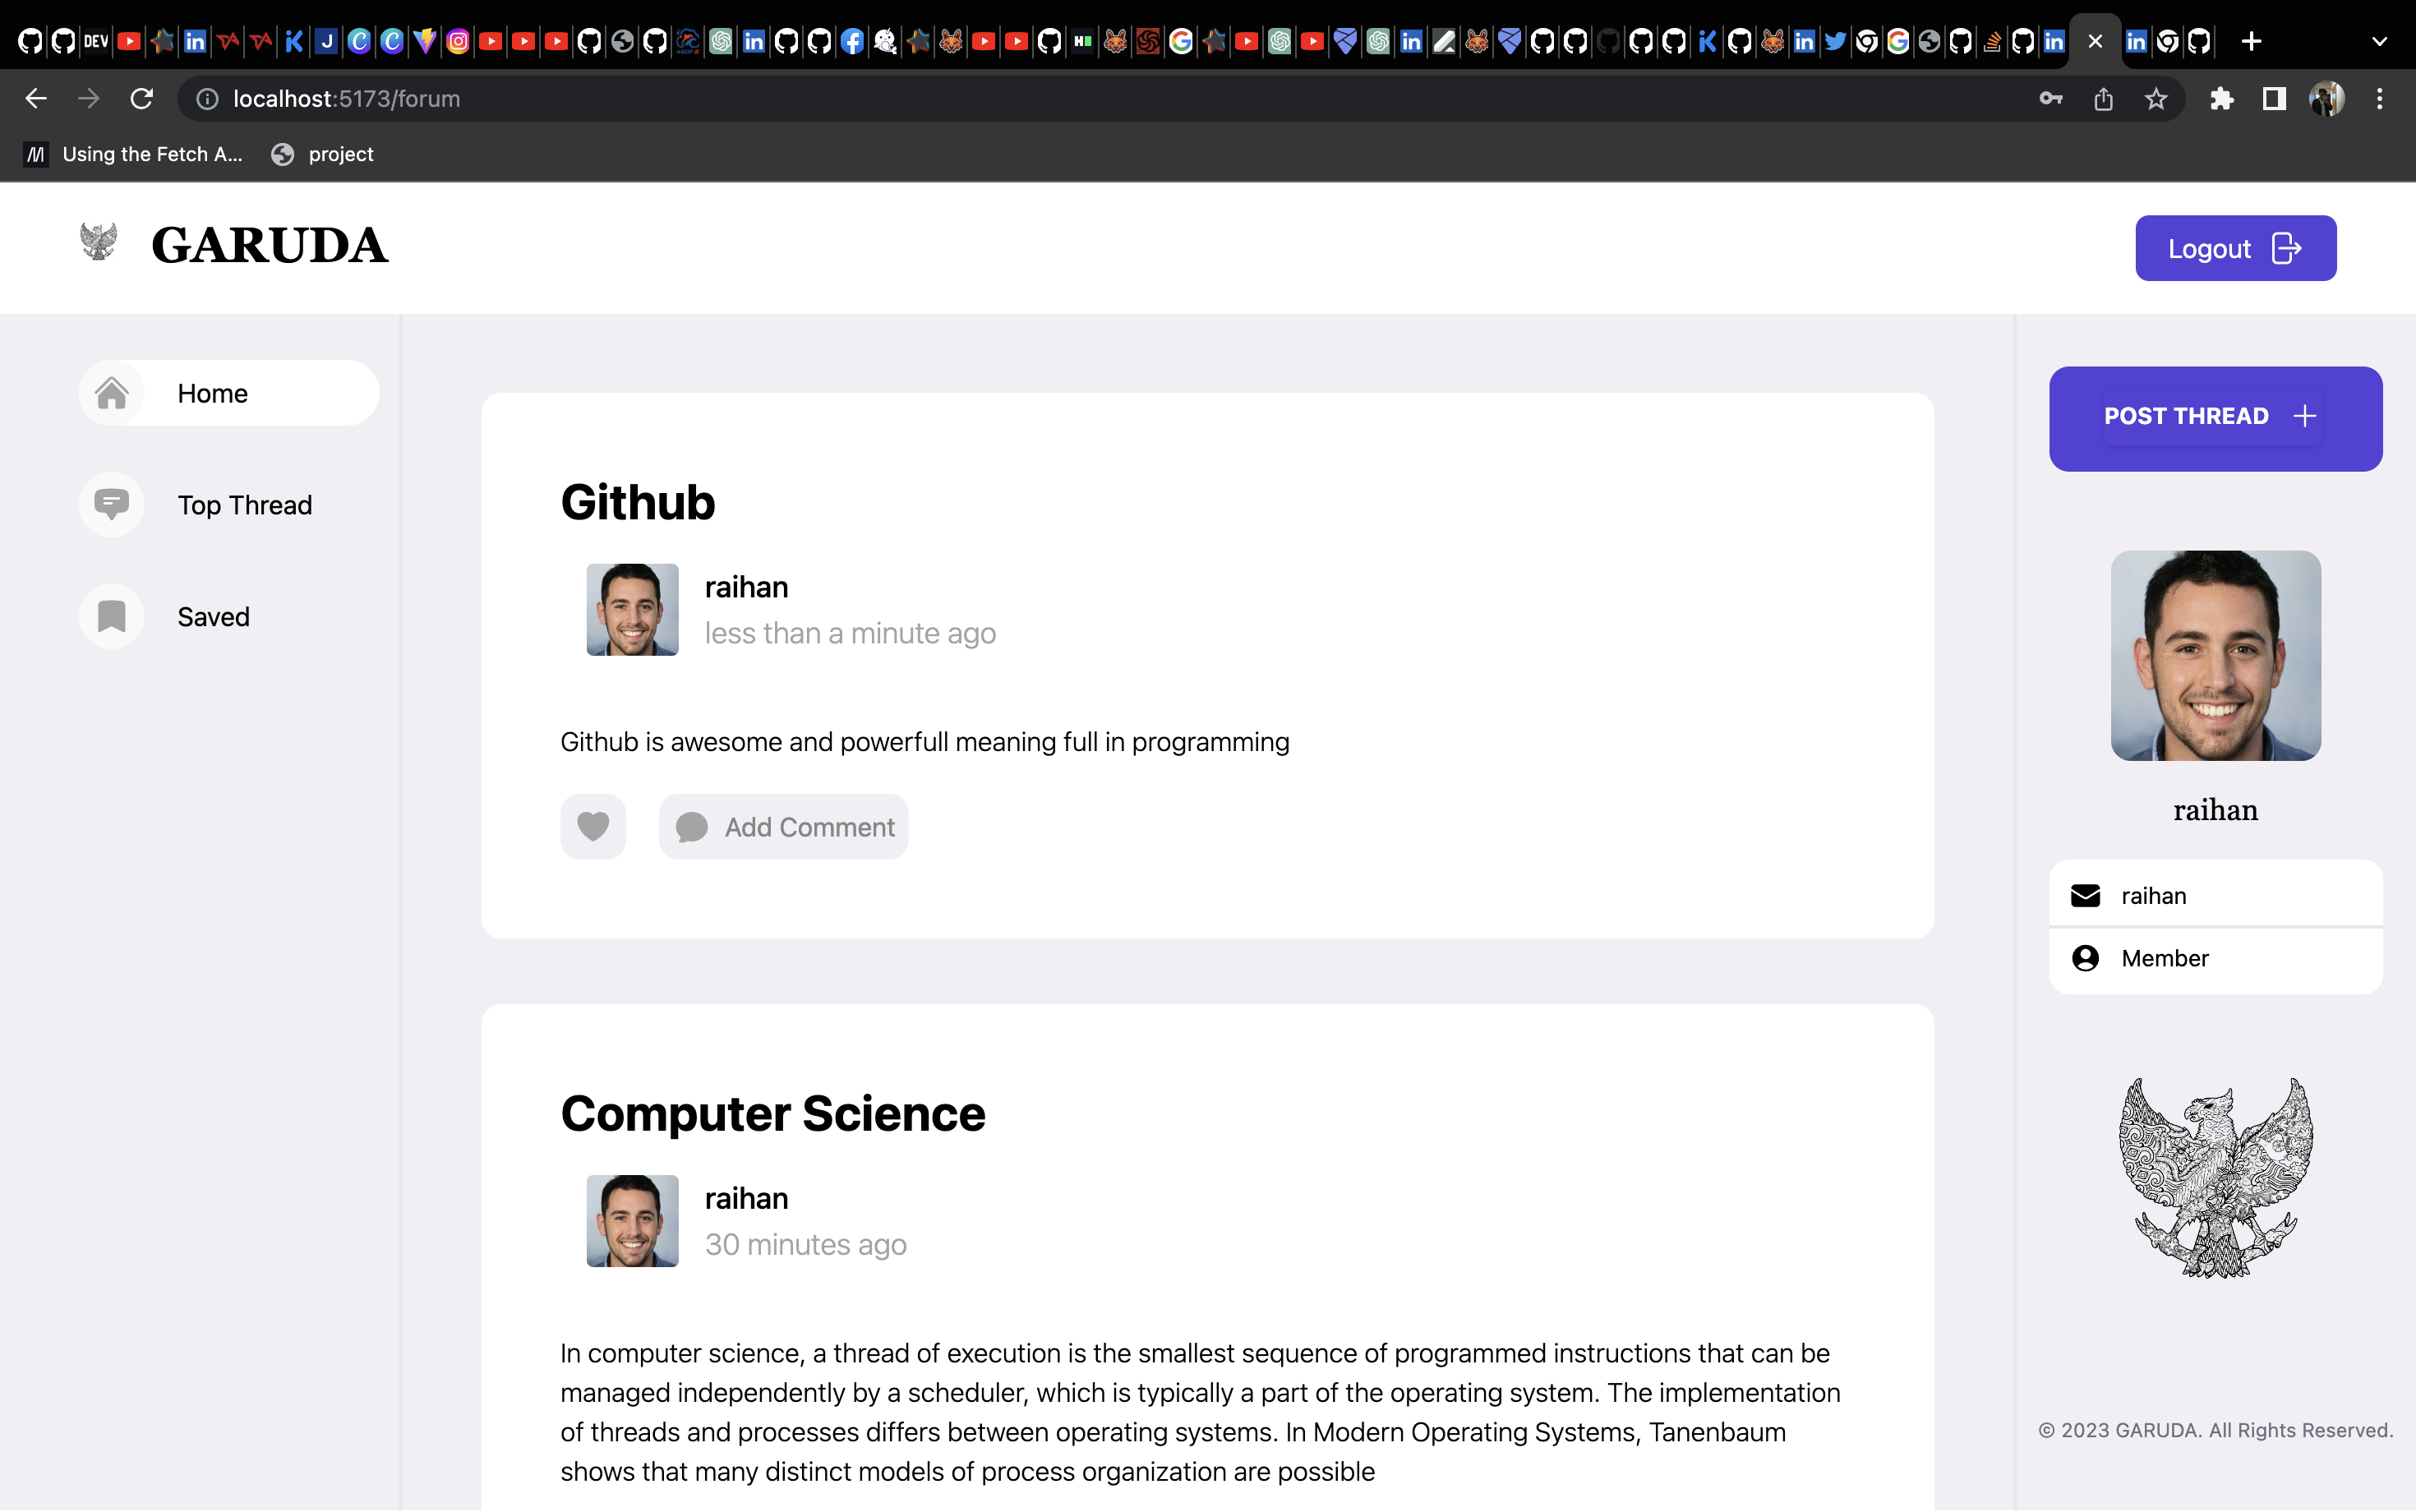 DEV
J
H
localhost:5173/forum
Using the Fetch A...
project
GARUDA
Logout
Home
Top Thread
Saved
Github
raihan
less than a minute ago
Github is awesome and powerfull meaning full in programming
Add Comment
Computer Science
raihan
30 minutes ago
In computer science, a thread of execution is the smallest sequence of programmed instructions that can be
managed independently by a scheduler, which is typically a part of the operating system. The implementation
of threads and processes differs between operating systems. In Modern Operating Systems, Tanenbaum
shows that many distinct models of process organization are possible
POST THREAD
raihan
raihan
Member
© 2023 GARUDA. All Rights Reserved.